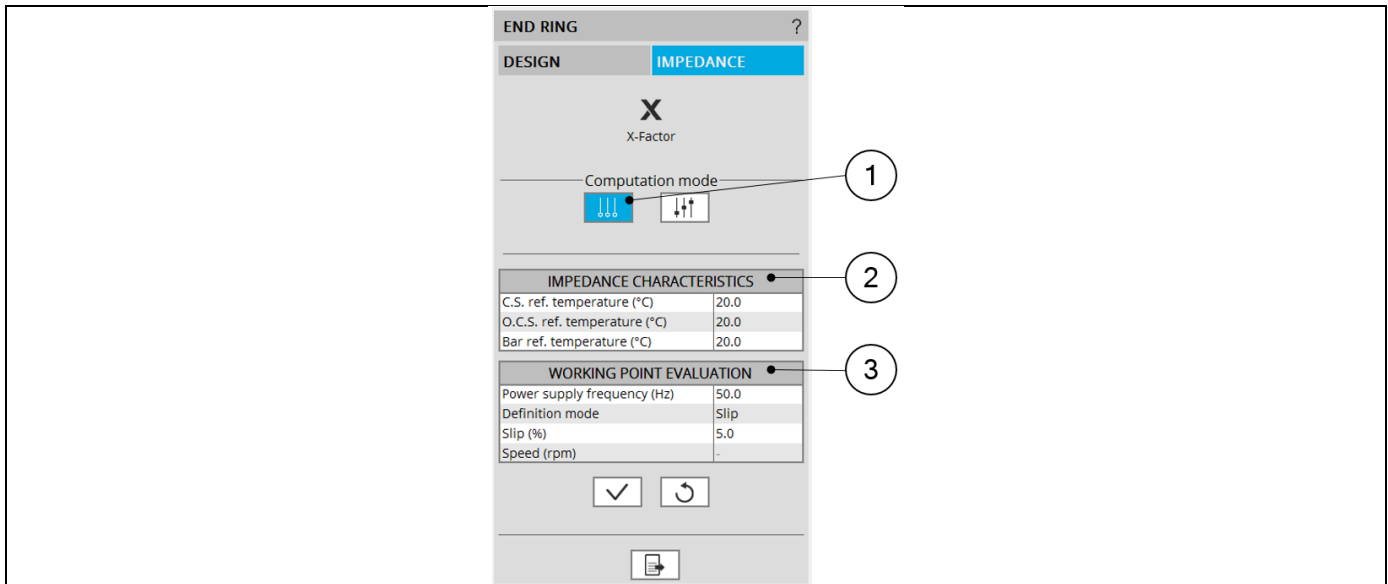 END RING ?
DESIGN IMPEDANCE
X
X-Factor
Computation mode
1
IMPEDANCE CHARACTERISTICS
2
C.S. ref. temperature (°C) 20.0
O.C.S. ref. temperature (°C) 20.0
Bar ref. temperature (°C) 20.0
WORKING POINT EVALUATION
3
Power supply frequency (Hz) 50.0
Definition mode Slip
Slip (%) 5.0
Speed (rpm) -